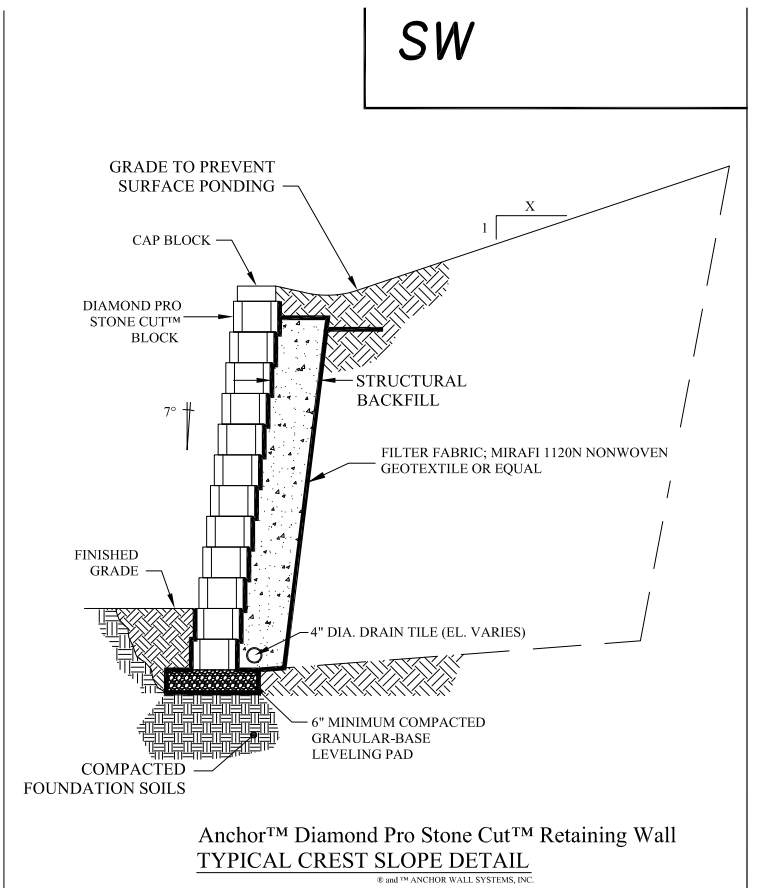 SW
GRADE TO PREVENT
SURFACE PONDING
X
1
CAP BLOCK
DIAMOND PRO
STONE CUT™
BLOCK
STRUCTURAL
BACKFILL
7°
FILTER FABRIC; MIRAFI 1120N NONWOVEN
GEOTEXTILE OR EQUAL
FINISHED
GRADE
4" DIA. DRAIN TILE (EL. VARIES)
6" MINIMUM COMPACTED
GRANULAR-BASE
LEVELING PAD
COMPACTED
FOUNDATION SOILS
Anchor™ Diamond Pro Stone Cut™ Retaining Wall
TYPICAL CREST SLOPE DETAIL
® and ™ ANCHOR WALL SYSTEMS, INC.